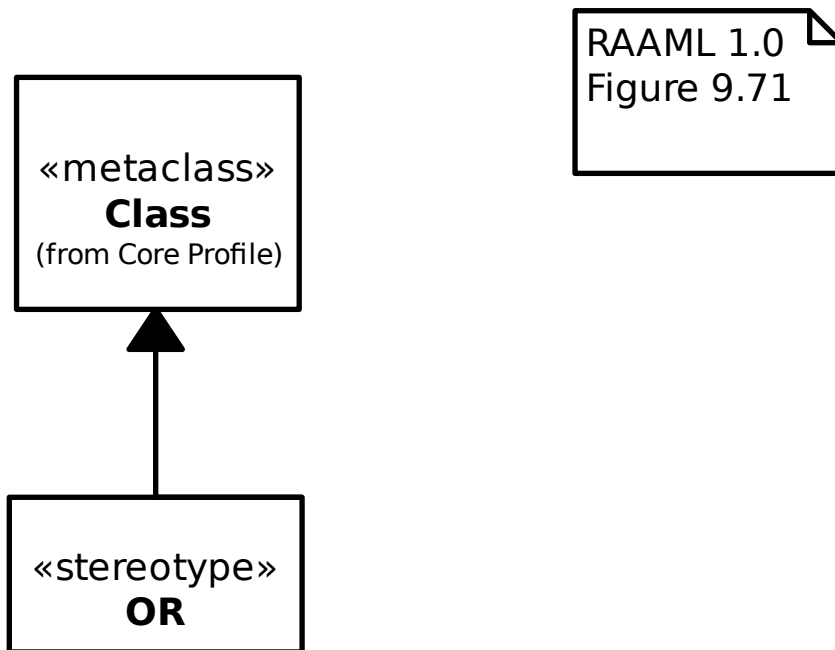 RAAML 1.0
Figure 9.71
«metaclass»
Class
(from Core Profile)
«stereotype»
OR